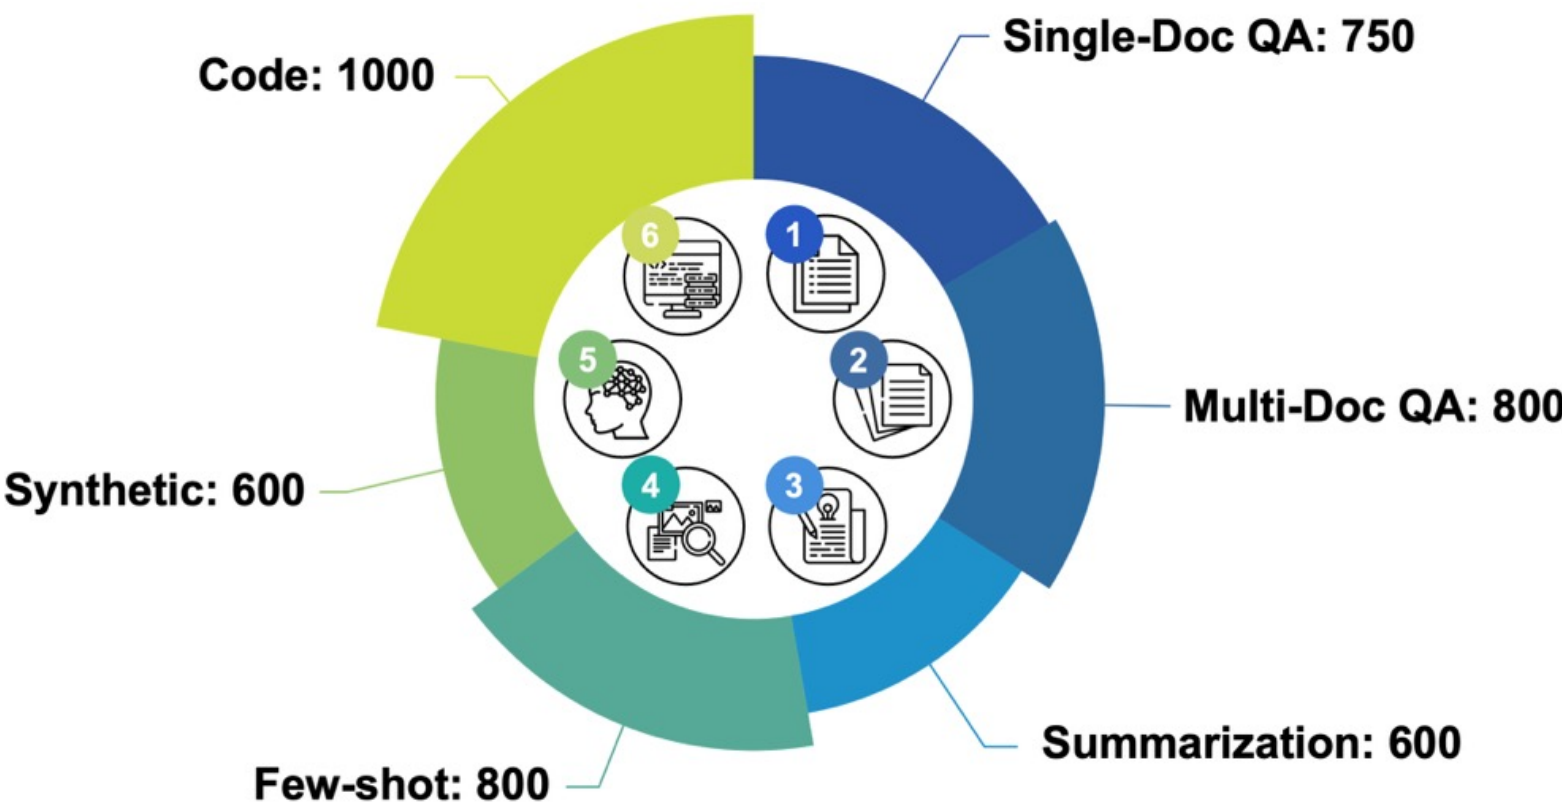 Single-Doc QA: 750
Code: 1000
6
1
5
2
Multi-Doc QA: 800
Synthetic: 600
4
3
Summarization: 600
Few-shot: 800